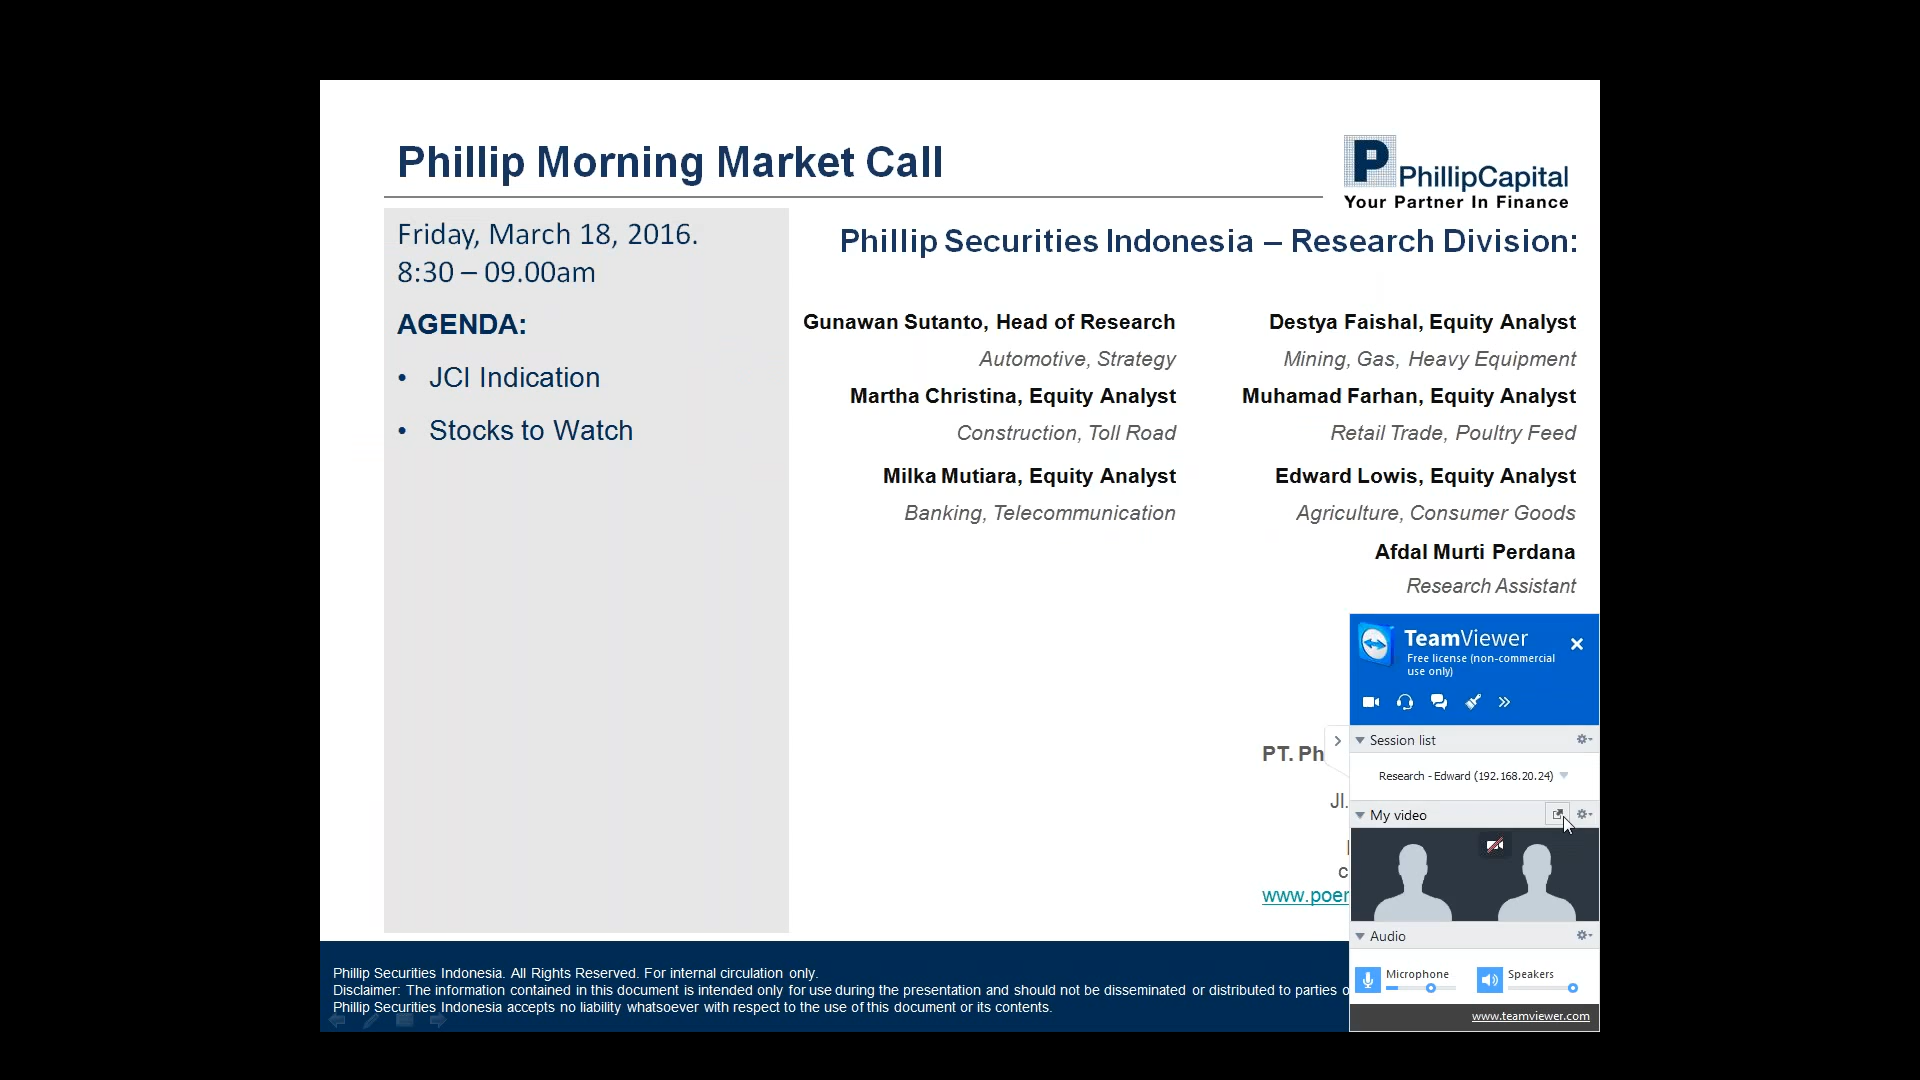 Phillip Morning Market Call
P PhillipCapital
Your Partner In Finance
Friday, March 18, 2016.
8:30 – 09.00am
AGENDA:
• JCI Indication
• Stocks to Watch
Phillip Securities Indonesia – Research Division:
Gunawan Sutanto, Head of Research
Automotive, Strategy
Martha Christina, Equity Analyst
Construction, Toll Road
Milka Mutiara, Equity Analyst
Banking, Telecommunication
Destya Faishal, Equity Analyst
Mining, Gas, Heavy Equipment
Muhamad Farhan, Equity Analyst
Retail Trade, Poultry Feed
Edward Lowis, Equity Analyst
Agriculture, Consumer Goods
Afdal Murti Perdana
Research Assistant
PT. Ph
Jl.
www.poe
TeamViewer
Free license (non-commercial
use only)
Session list
Research - Edward (192.168.20.24)
My video
Audio
Microphone
Speakers
www.teamviewer.com
Phillip Securities Indonesia. All Rights Reserved. For internal circulation only.
Disclaimer: The information contained in this document is intended only for use during the presentation and should not be disseminated or distributed to parties o
Phillip Securities Indonesia accepts no liability whatsoever with respect to the use of this document or its contents.